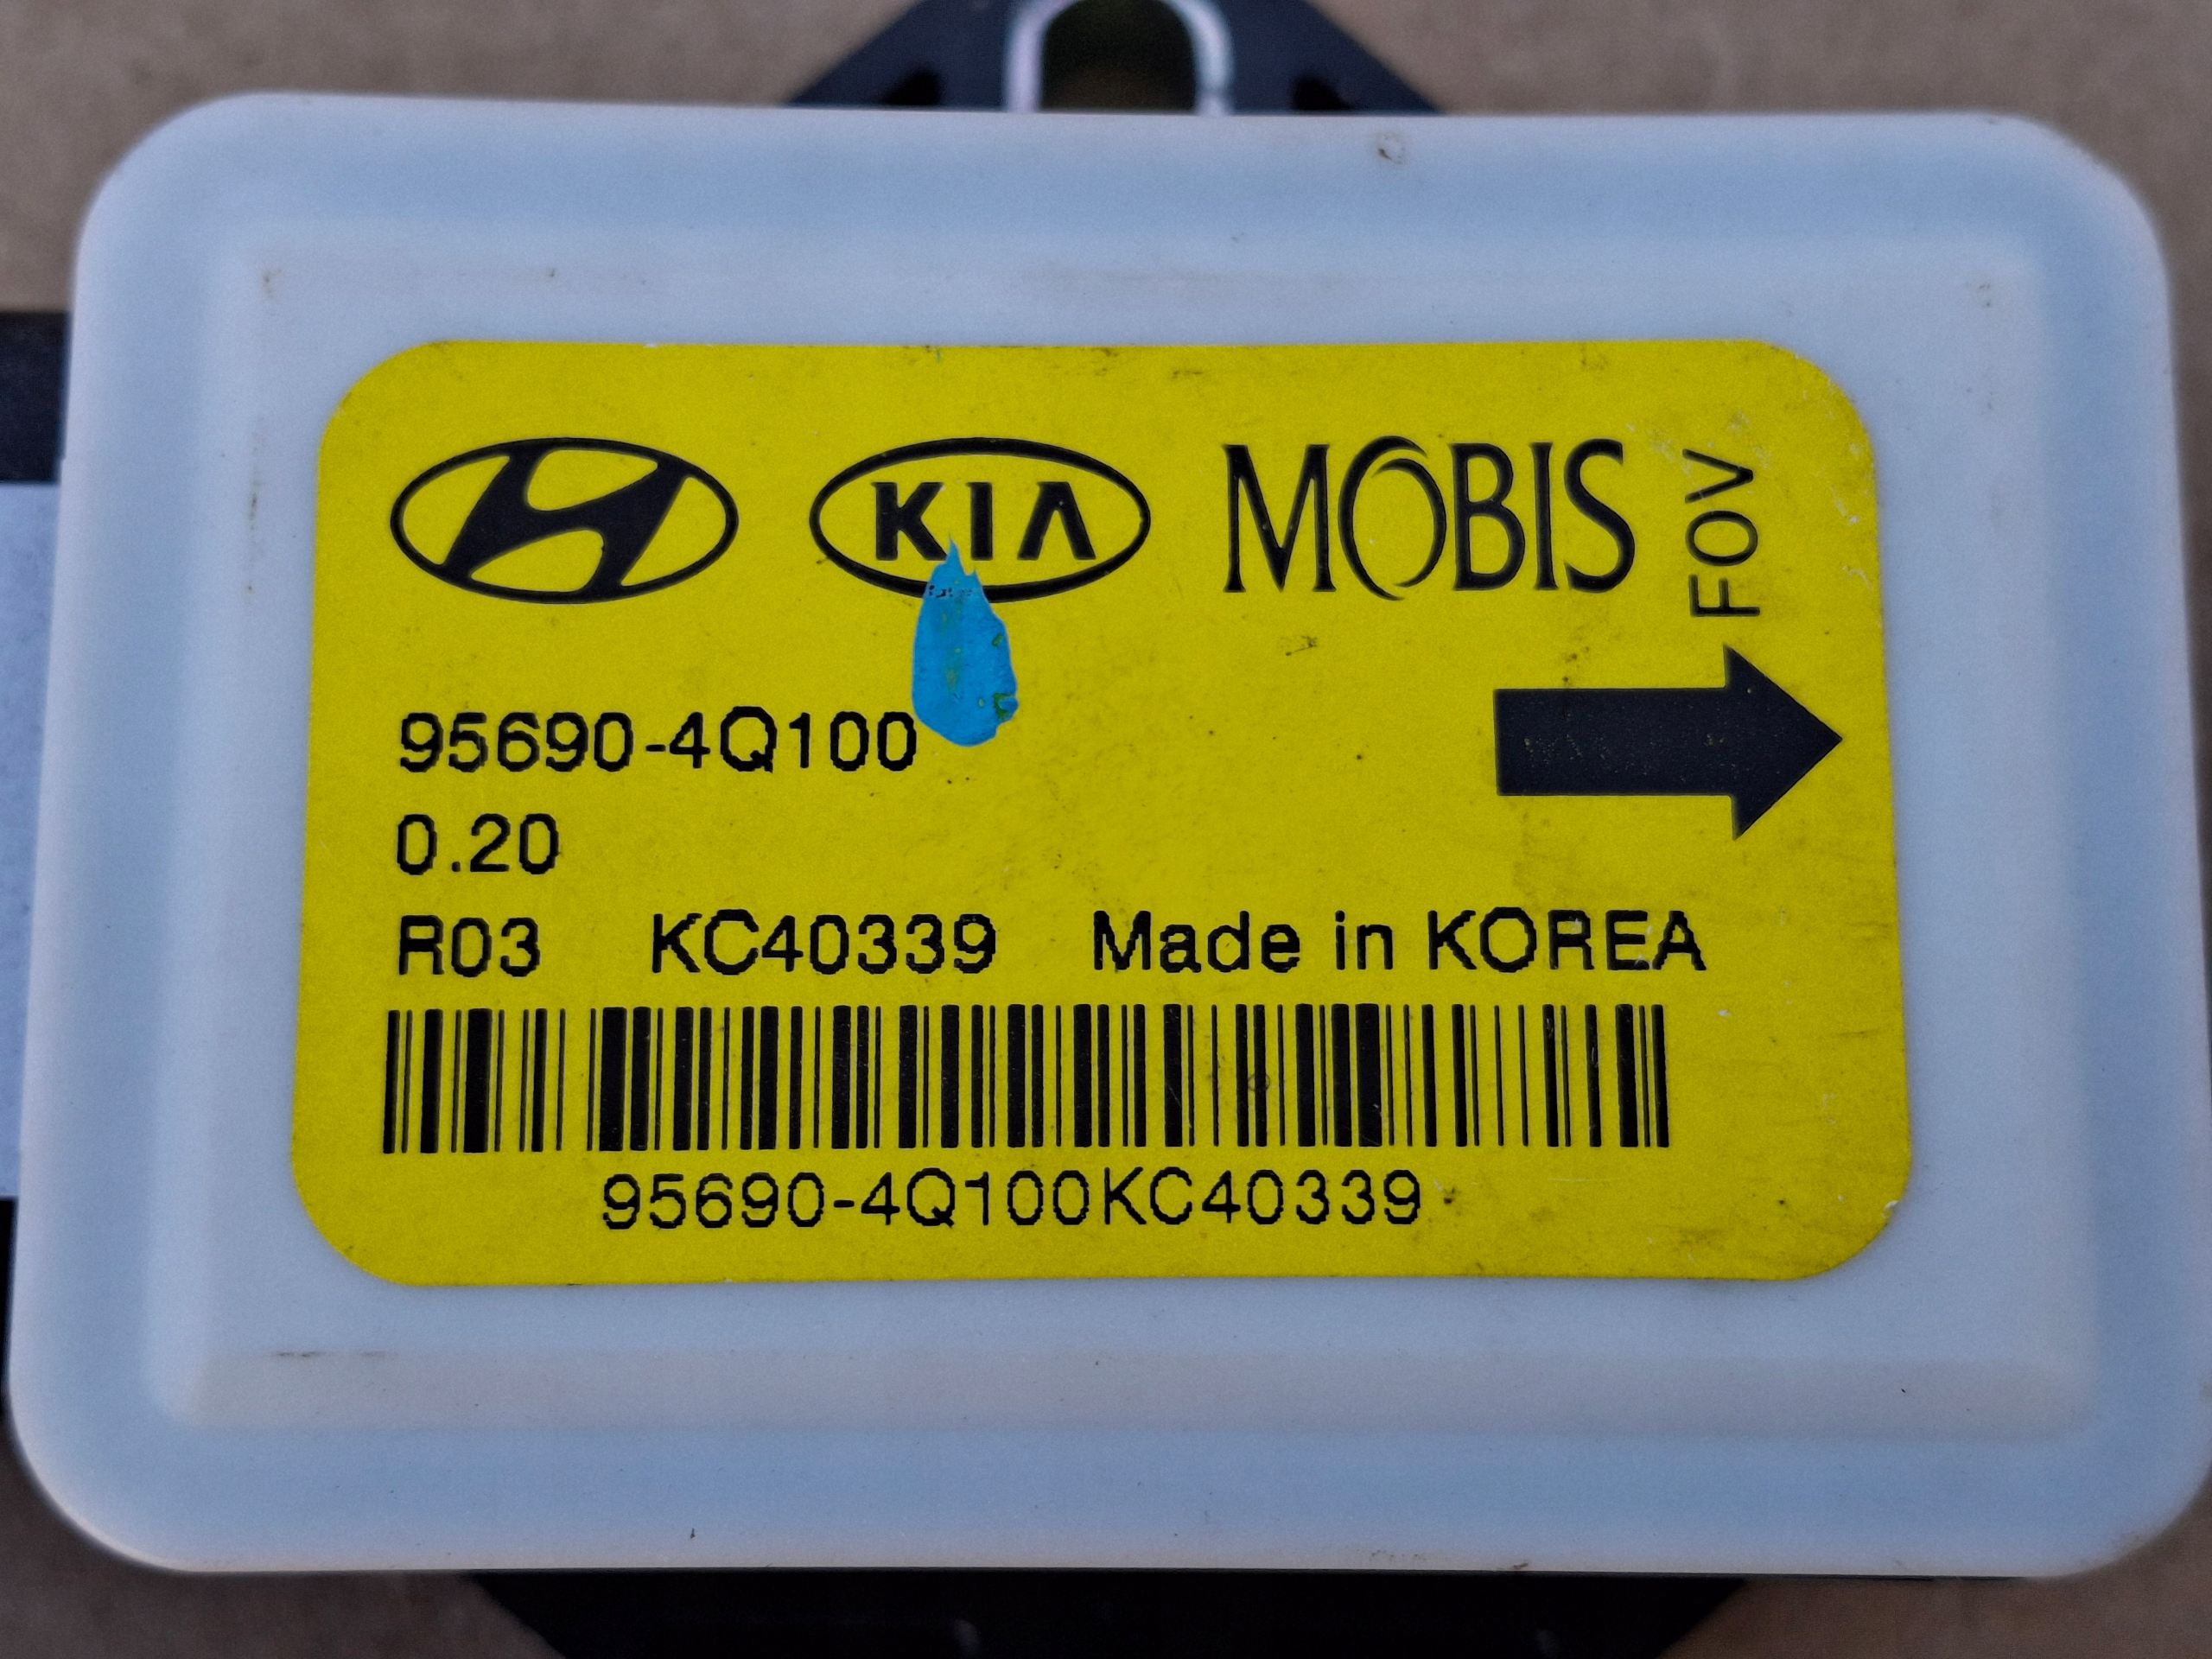 KIA MOBIS
FOV
95690-4Q100
0.20
R03 KC40339 Made in KOREA
95690-4Q100KC40339